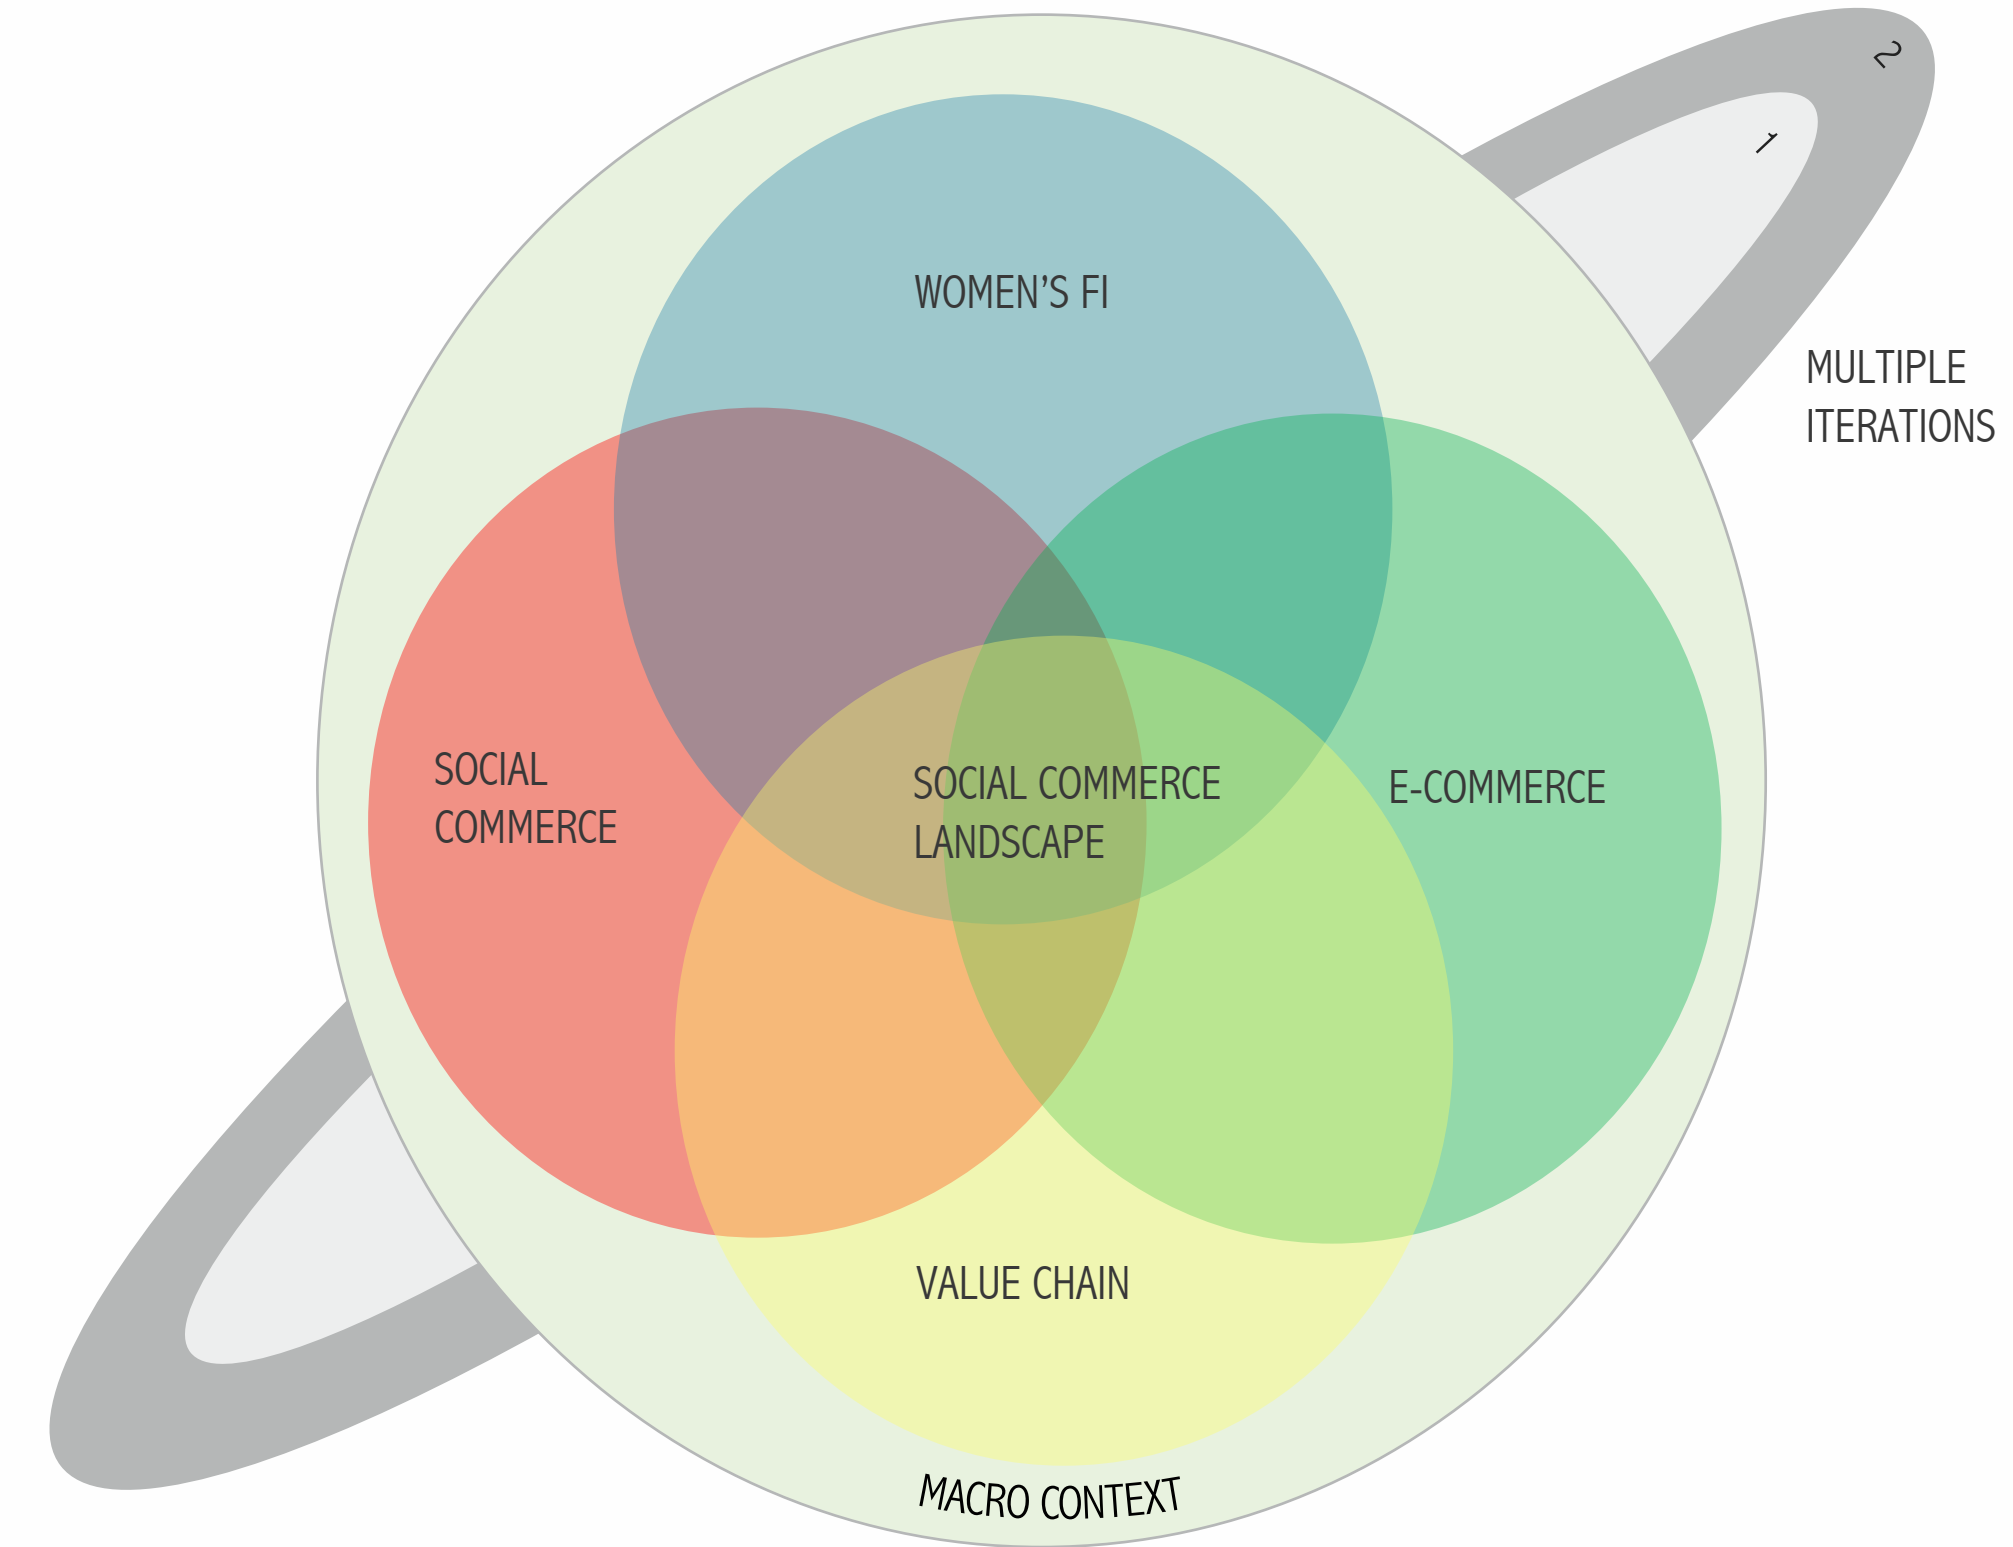 2
1
WOMEN'S FI
MULTIPLE
ITERATIONS
SOCIAL
COMMERCE
SOCIAL COMMERCE
LANDSCAPE
E-COMMERCE
VALUE CHAIN
MACRO CONTEXT